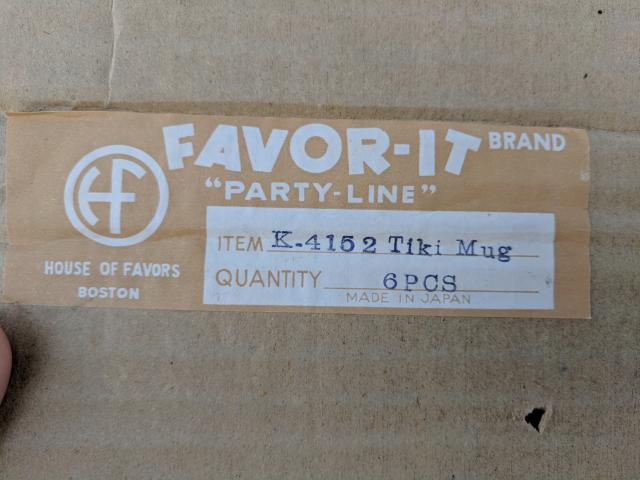 FAVOR-IT BRAND
"PARTY-LINE"
HF
HOUSE OF FAVORS
BOSTON
ITEM K-4152 Tiki Mug
QUANTITY 6PCS
MADE IN JAPAN